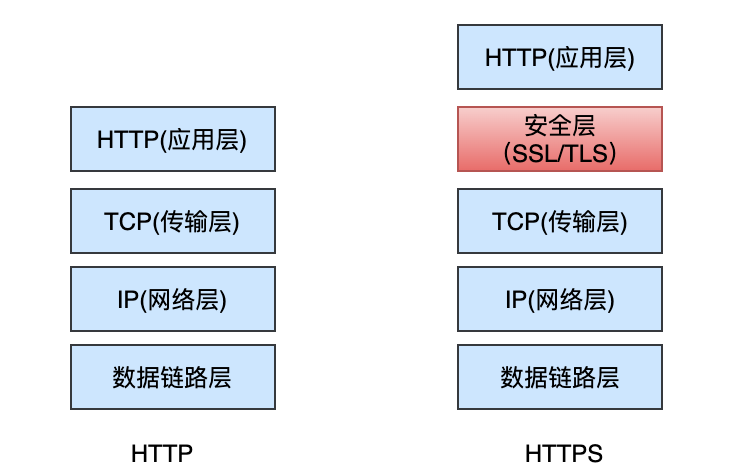 HTTP(应用层)
TCP(传输层)
IP(网络层)
数据链路层
HTTP
HTTP(应用层)
安全层
（SSL/TLS）
TCP(传输层)
IP(网络层)
数据链路层
HTTPS